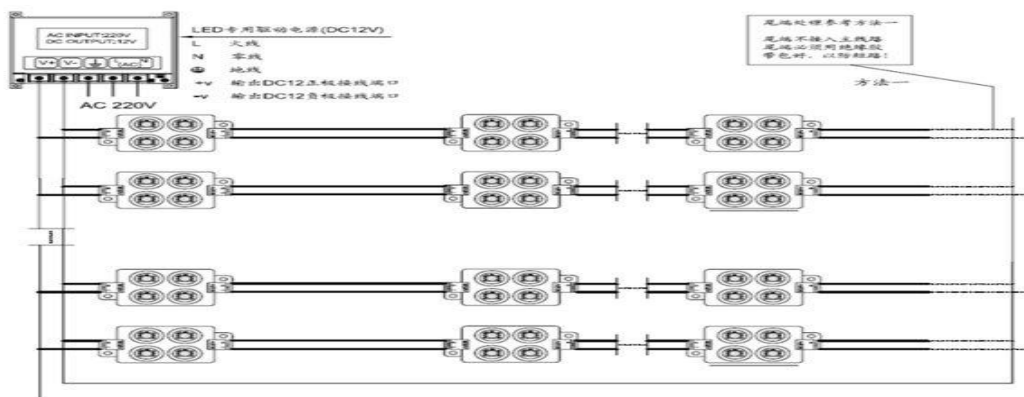 AC INPUT:220V
DC OUTPUT:12V
V+ V- L (AC) N
AC 220V
LED专用驱动电源(DC12V)
L 火线
N 零线
地线
+v 输出DC12正极接线端口
-v 输出DC12负极接线端口
尾端处理参考方法一
尾端不接入主线路
尾端必须用绝缘胶
带包好，以防短路！
方法一